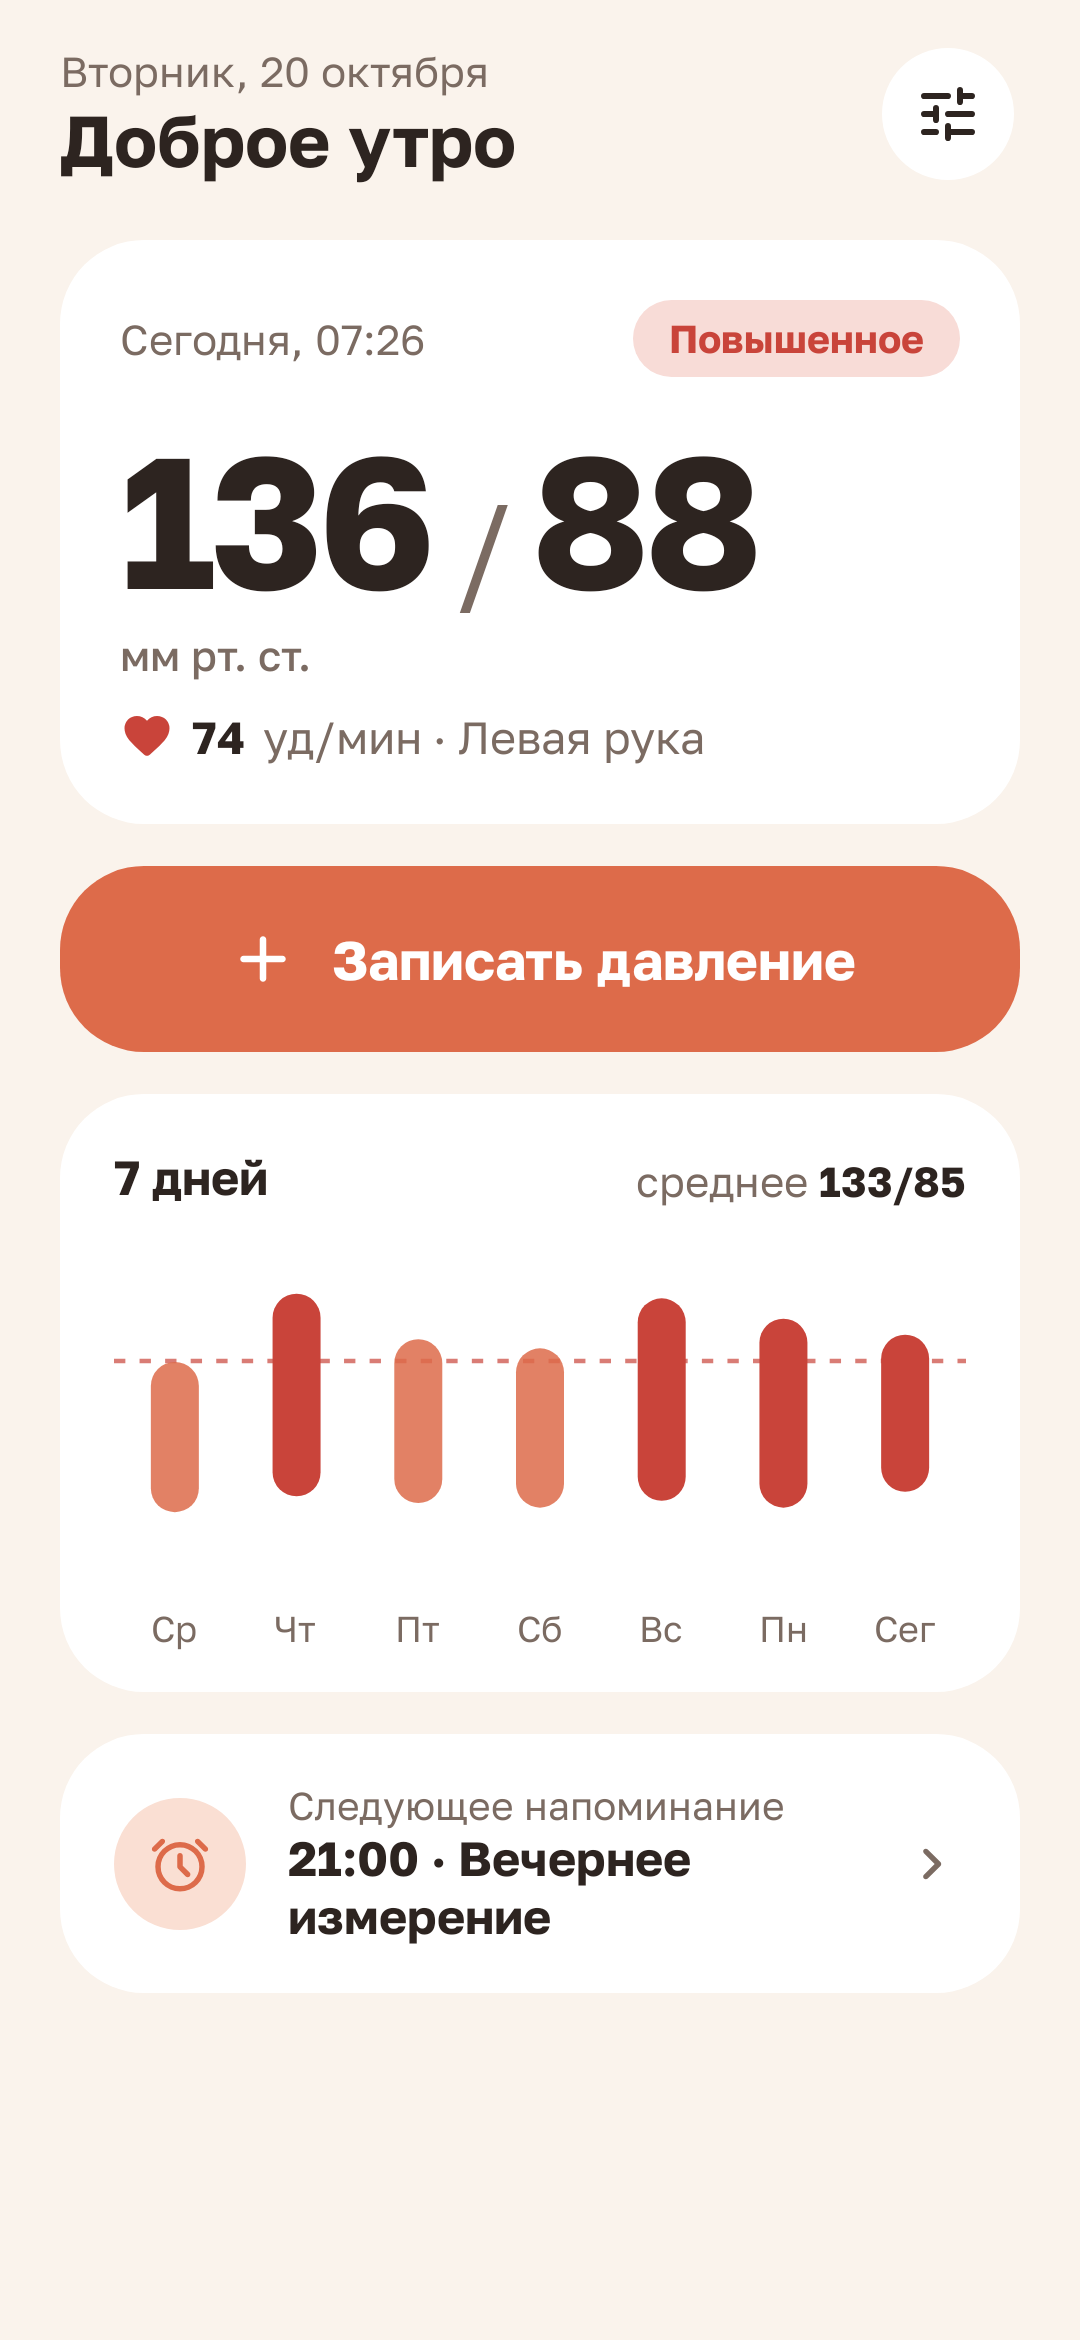 Вторник, 20 октября
Доброе утро
Сегодня, 07:26
Повышенное
136 / 88
мм рт. ст.
74 уд/мин · Левая рука
Записать давление
7 дней
среднее 133/85
Ср Чт Пт Сб Вс Пн Сег
Следующее напоминание
21:00 · Вечернее
измерение